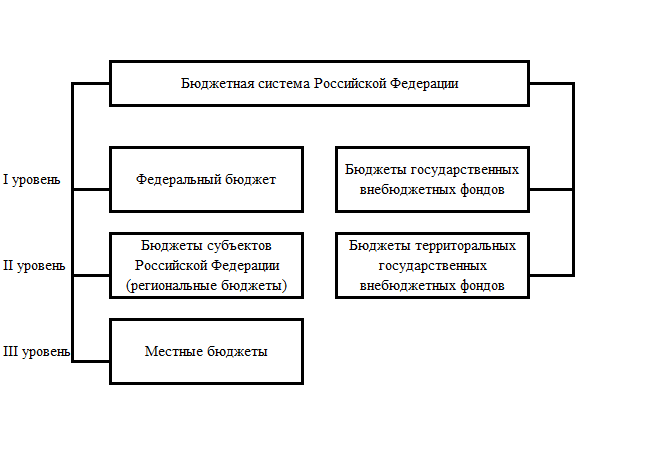 Бюджетная система Российской Федерации
I уровень
Федеральный бюджет
Бюджеты государственных
внебюджетных фондов
II уровень
Бюджеты субъектов
Российской Федерации
(региональные бюджеты)
Бюджеты территоральных
государственных
внебюджетных фондов
III уровень
Местные бюджеты